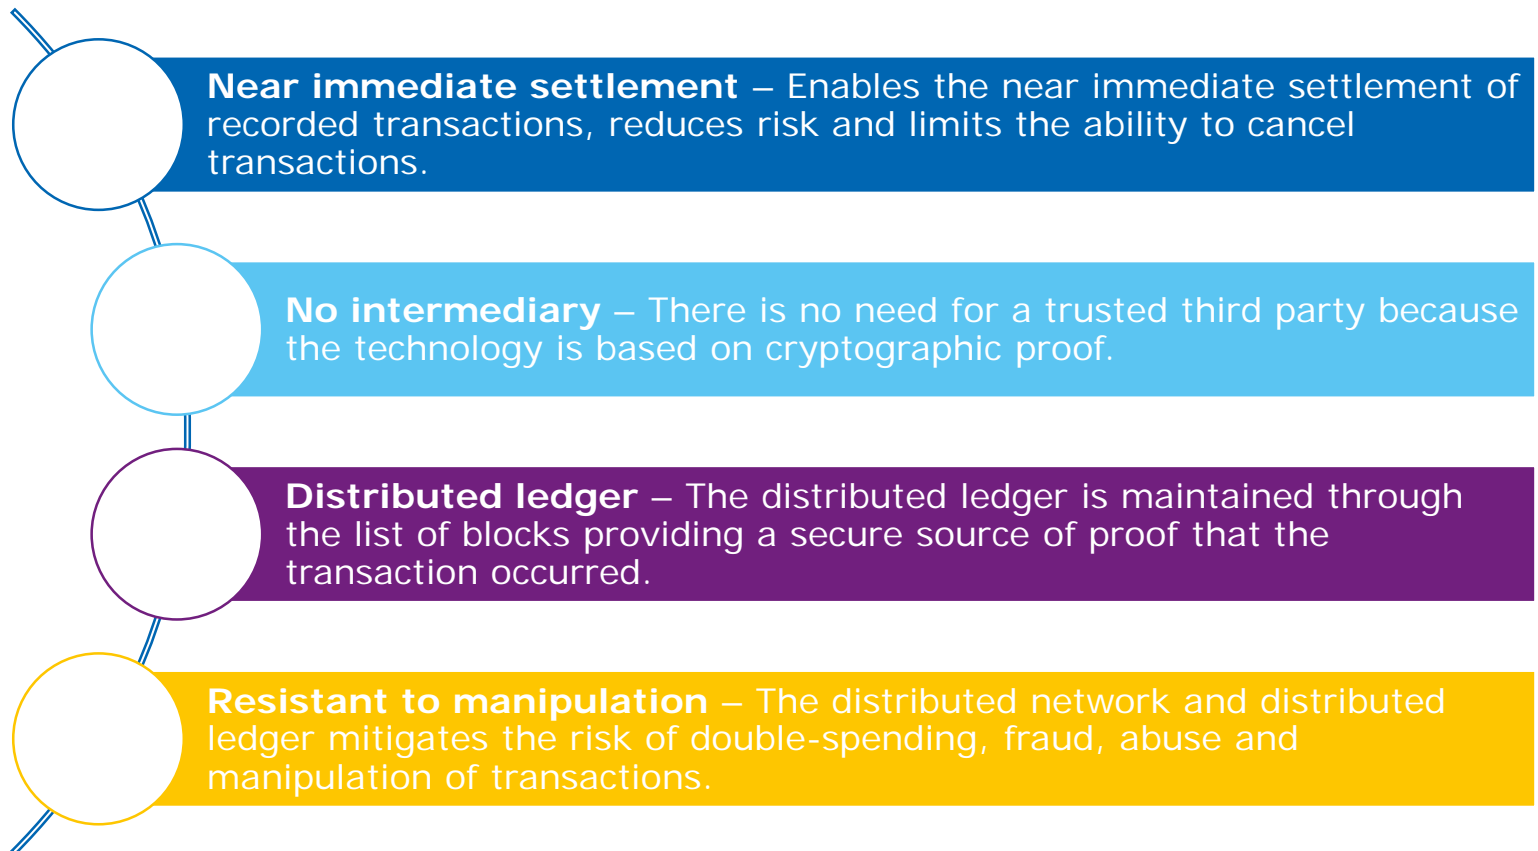 Near immediate settlement – Enables the near immediate settlement of
recorded transactions, reduces risk and limits the ability to cancel
transactions.
No intermediary – There is no need for a trusted third party because
the technology is based on cryptographic proof.
Distributed ledger – The distributed ledger is maintained through
the list of blocks providing a secure source of proof that the
transaction occurred.
Resistant to manipulation – The distributed network and distributed
ledger mitigates the risk of double-spending, fraud, abuse and
manipulation of transactions.